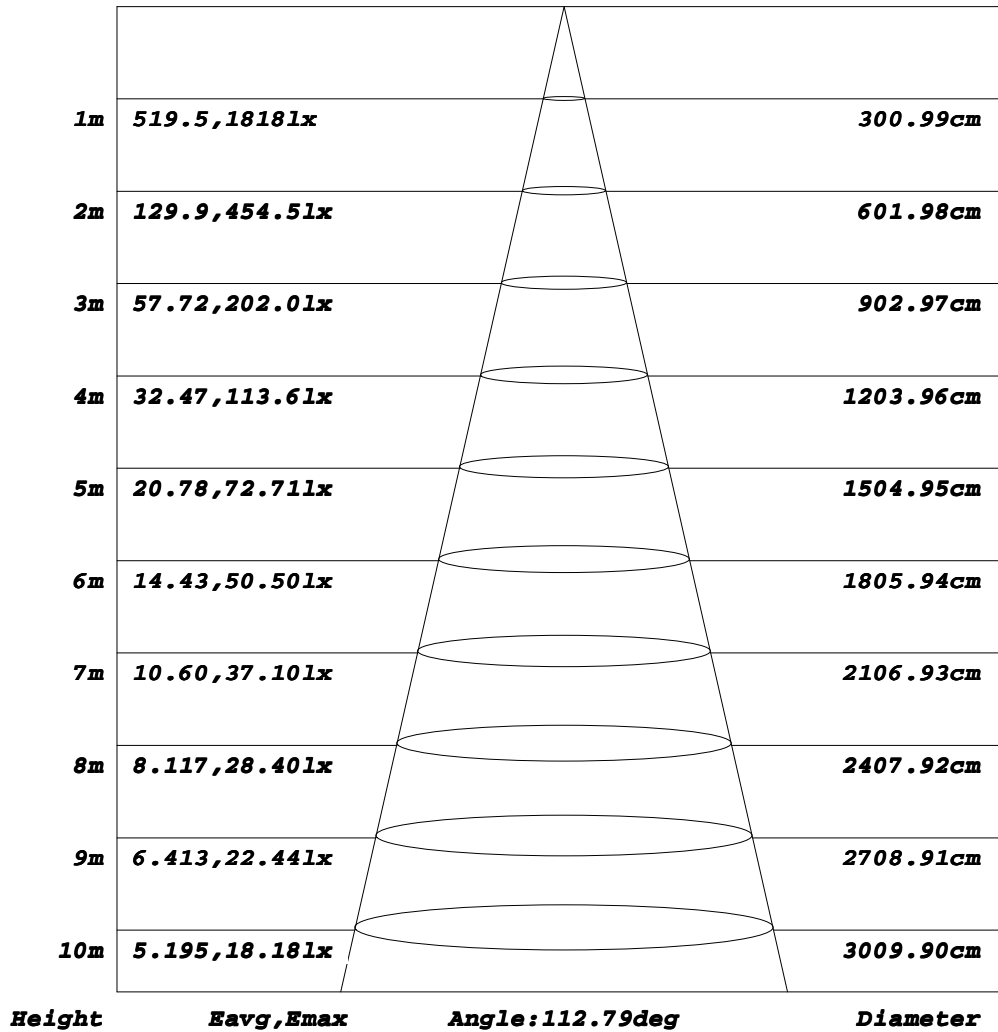 1m 519.5,1818lx 300.99cm
2m 129.9,454.5lx 601.98cm
3m 57.72,202.0lx 902.97cm
4m 32.47,113.6lx 1203.96cm
5m 20.78,72.71lx 1504.95cm
6m 14.43,50.50lx 1805.94cm
7m 10.60,37.10lx 2106.93cm
8m 8.117,28.40lx 2407.92cm
9m 6.413,22.44lx 2708.91cm
10m 5.195,18.18lx 3009.90cm
Height Eavg,Emax Angle:112.79deg Diameter